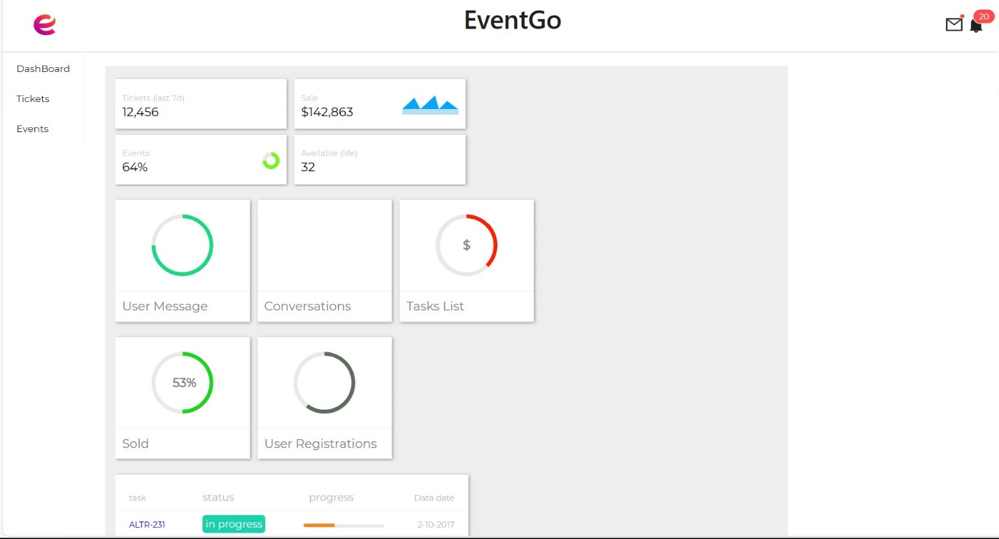 EventGo
20
DashBoard
Tickets
Events
Tickets (last 7d)
12,456
Sale
$142,863
Events
64%
Available (life)
32
User Message
Conversations
$
Tasks List
53%
Sold
User Registrations
task status progress Data date
ALTR-231 in progress 2-10-2017